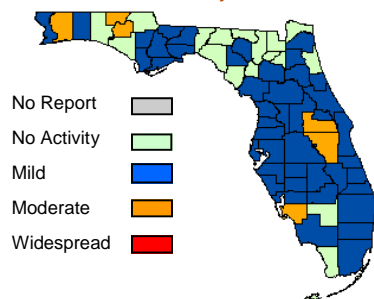 No Report
No Activity
Mild
Moderate
Widespread